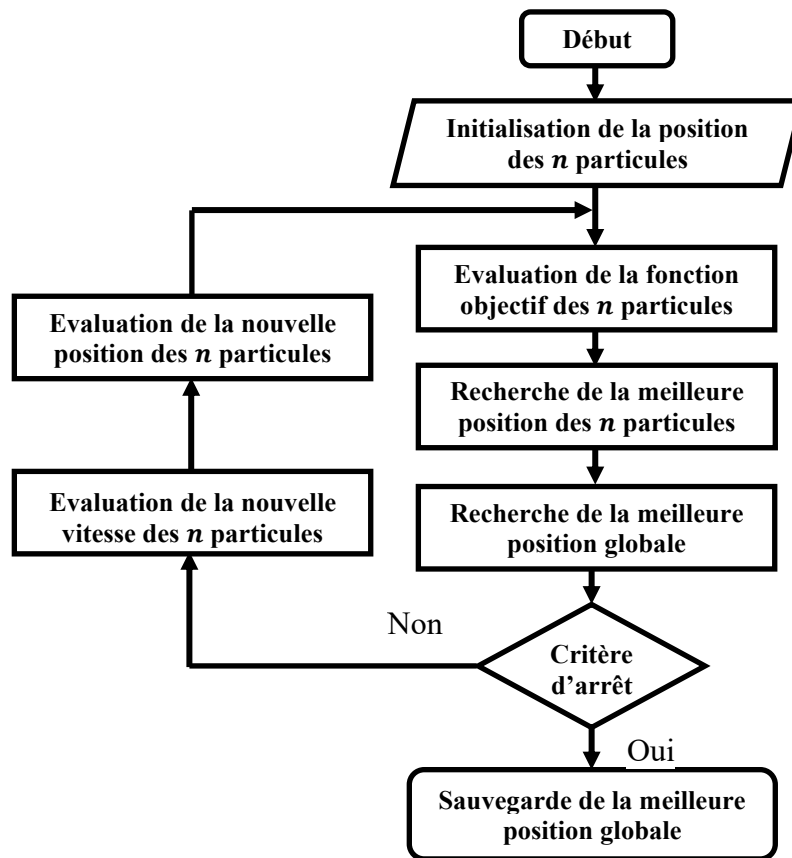 Début
Initialisation de la position
des n particules
Evaluation de la fonction
objectif des n particules
Recherche de la meilleure
position des n particules
Recherche de la meilleure
position globale
Critère
d’arrêt
Non
Evaluation de la nouvelle
vitesse des n particules
Evaluation de la nouvelle
position des n particules
Oui
Sauvegarde de la meilleure
position globale